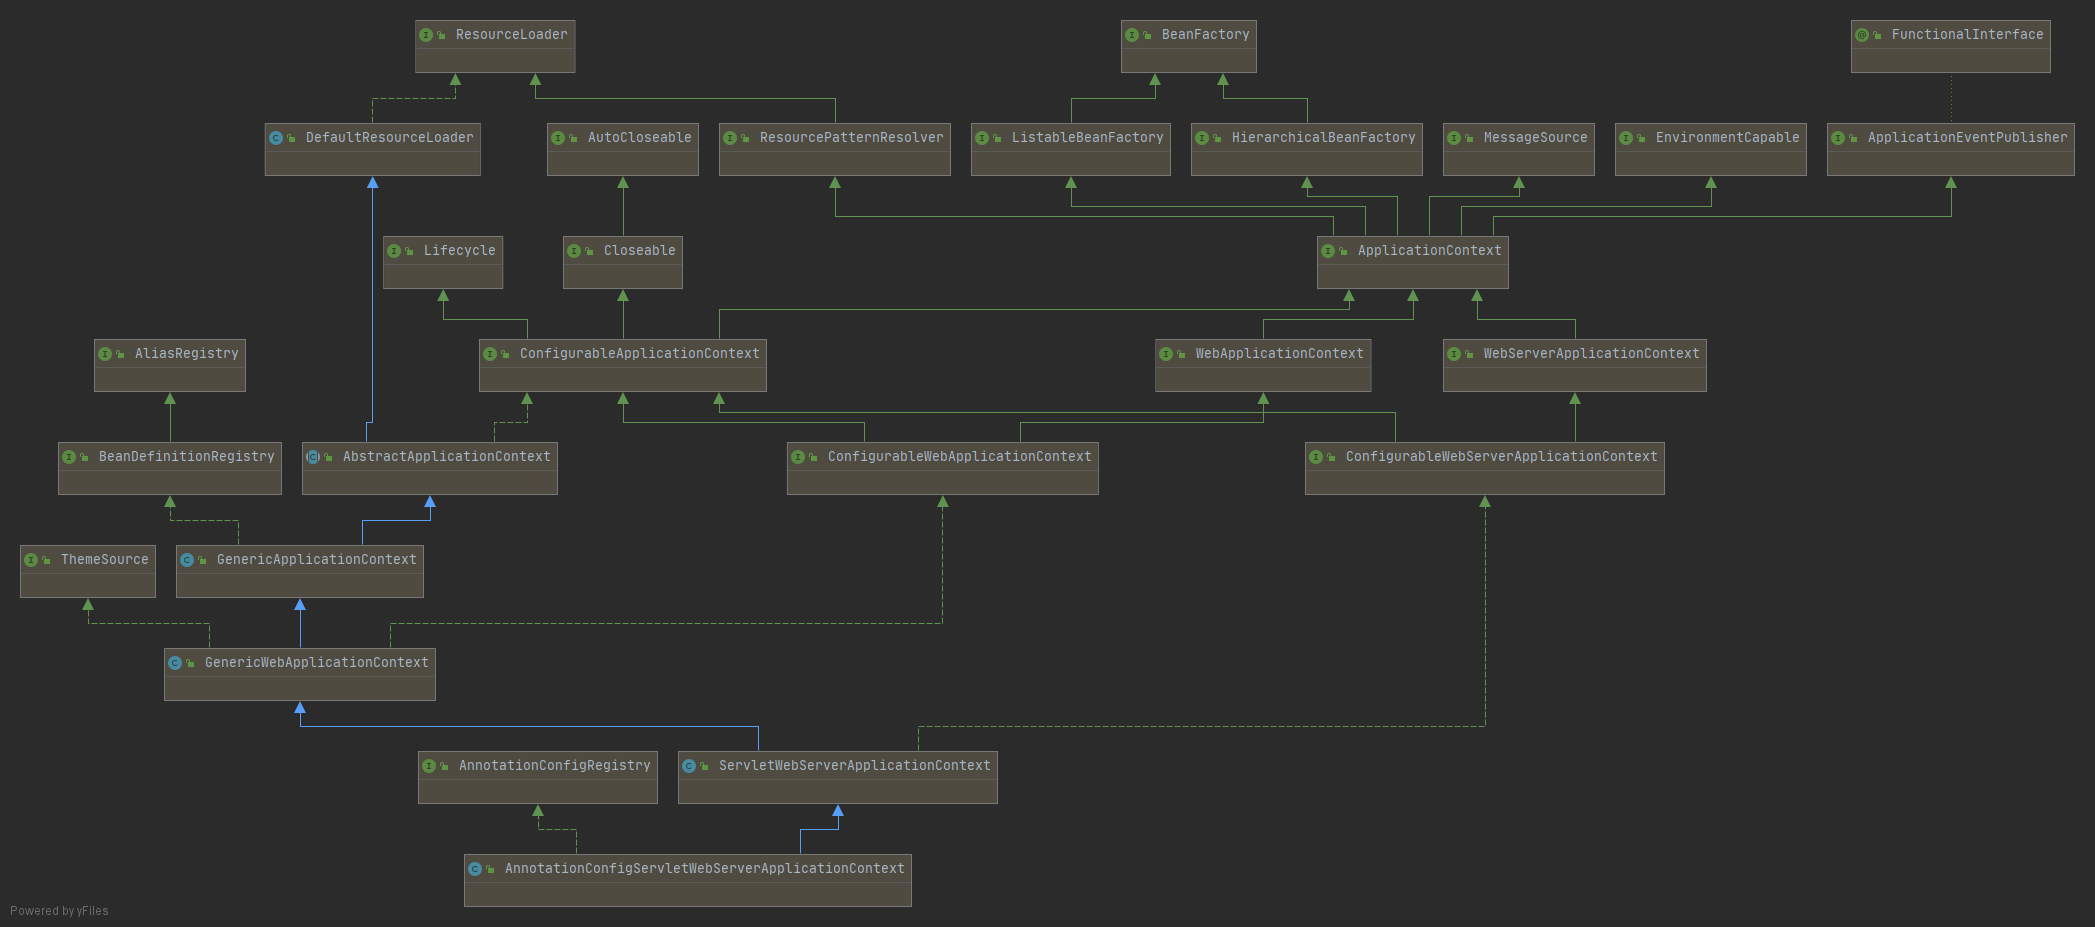 ResourceLoader
BeanFactory
FunctionalInterface
DefaultResourceLoader
AutoCloseable
ResourcePatternResolver
ListableBeanFactory
HierarchicalBeanFactory
MessageSource
EnvironmentCapable
ApplicationEventPublisher
Lifecycle
Closeable
ApplicationContext
AliasRegistry
ConfigurableApplicationContext
WebApplicationContext
WebServerApplicationContext
BeanDefinitionRegistry
AbstractApplicationContext
ConfigurableWebApplicationContext
ConfigurableWebServerApplicationContext
ThemeSource
GenericApplicationContext
GenericWebApplicationContext
AnnotationConfigRegistry
ServletWebServerApplicationContext
AnnotationConfigServletWebServerApplicationContext
Powered by yFiles